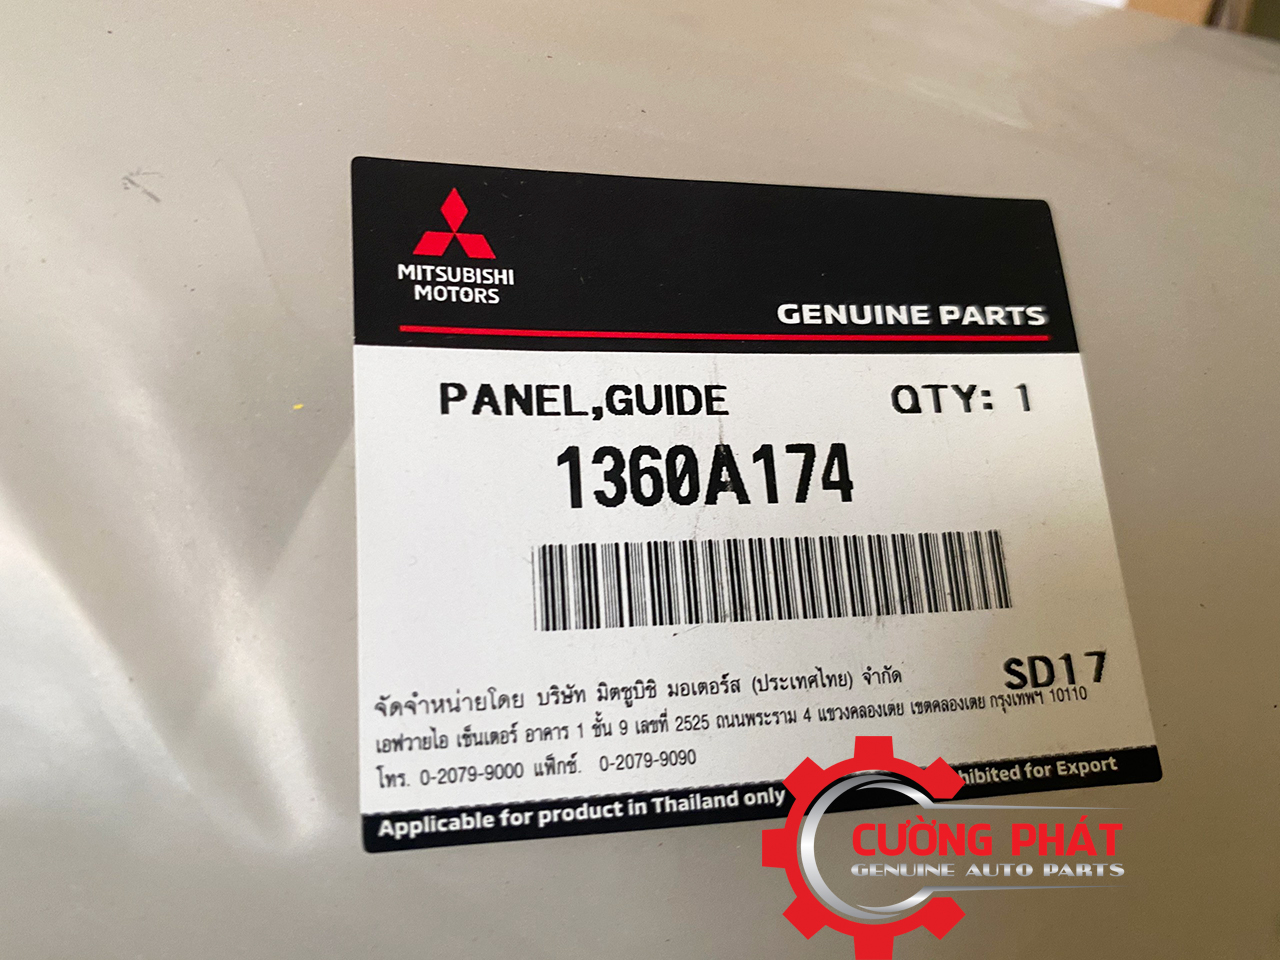 MITSUBISHI
MOTORS
GENUINE PARTS
PANEL,GUIDE QTY: 1
1360A174
SD17
จัดจำหน่ายโดย บริษัท มิตซูบิชิ มอเตอร์ส (ประเทศไทย) จำกัด
เอฟวายไอ เซ็นเตอร์ อาคาร 1 ชั้น 9 เลขที่ 2525 ถนนพระราม 4 แขวงคลองเตย เขตคลองเตย กรุงเทพฯ 10110
โทร. 0-2079-9000 แฟ็กซ์. 0-2079-9090
Applicable for product in Thailand only for Export
CƯỜNG PHÁT
GENUINE AUTO PARTS